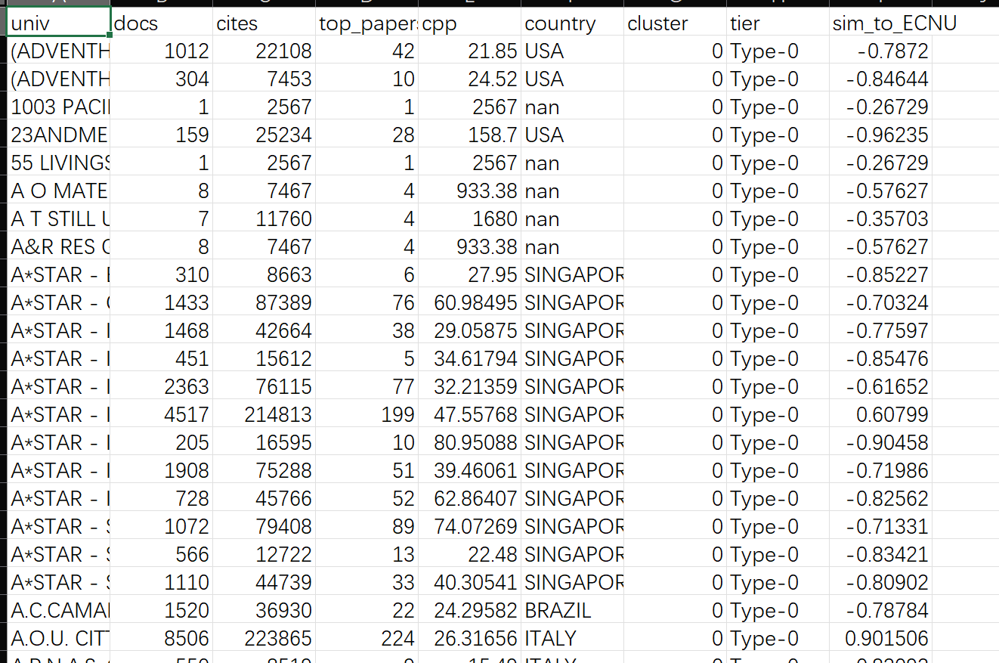 univ docs cites top_papers cpp country cluster tier sim_to_ECNU
(ADVENTH 1012 22108 42 21.85 USA 0 Type-0 -0.7872
(ADVENTH 304 7453 10 24.52 USA 0 Type-0 -0.84644
1003 PACI 1 2567 1 2567 nan 0 Type-0 -0.26729
23ANDME 159 25234 28 158.7 USA 0 Type-0 -0.96235
55 LIVINGS 1 2567 1 2567 nan 0 Type-0 -0.26729
A O MATE 8 7467 4 933.38 nan 0 Type-0 -0.57627
A T STILL U 7 11760 4 1680 nan 0 Type-0 -0.35703
A&R RES C 8 7467 4 933.38 nan 0 Type-0 -0.57627
A*STAR - 310 8663 6 27.95 SINGAPOR 0 Type-0 -0.85227
A*STAR - 1433 87389 76 60.98495 SINGAPOR 0 Type-0 -0.70324
A*STAR - I 1468 42664 38 29.05875 SINGAPOR 0 Type-0 -0.77597
A*STAR - I 451 15612 5 34.61794 SINGAPOR 0 Type-0 -0.85476
A*STAR - I 2363 76115 77 32.21359 SINGAPOR 0 Type-0 -0.61652
A*STAR - I 4517 214813 199 47.55768 SINGAPOR 0 Type-0 0.60799
A*STAR - I 205 16595 10 80.95088 SINGAPOR 0 Type-0 -0.90458
A*STAR - I 1908 75288 51 39.46061 SINGAPOR 0 Type-0 -0.71986
A*STAR - I 728 45766 52 62.86407 SINGAPOR 0 Type-0 -0.82562
A*STAR - S 1072 79408 89 74.07269 SINGAPOR 0 Type-0 -0.71331
A*STAR - S 566 12722 13 22.48 SINGAPOR 0 Type-0 -0.83421
A*STAR - S 1110 44739 33 40.30541 SINGAPOR 0 Type-0 -0.80902
A.C.CAMAI 1520 36930 22 24.29582 BRAZIL 0 Type-0 -0.78784
A.O.U. CIT 8506 223865 224 26.31656 ITALY 0 Type-0 0.901506